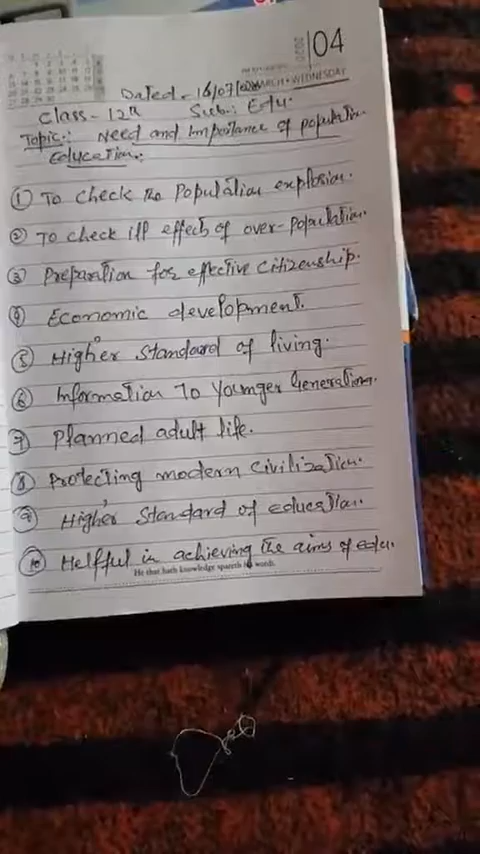 04
2020
MARCH • WEDNESDAY
Dated - 16/07/
Class - 12th Sub: Edu.
Topic: Need and Importance of population
Education:
① To check the Population explosion.
② To check ill effects of over-Population.
③ Preparation for effective citizenship.
④ Economic development.
⑤ Higher Standard of living.
⑥ Information To Younger Generation.
⑦ Planned adult life.
⑧ Protecting modern civilization.
⑨ Higher Standard of education.
⑩ Helpful in achieving the aims of edu.
He that hath knowledge spareth his words.